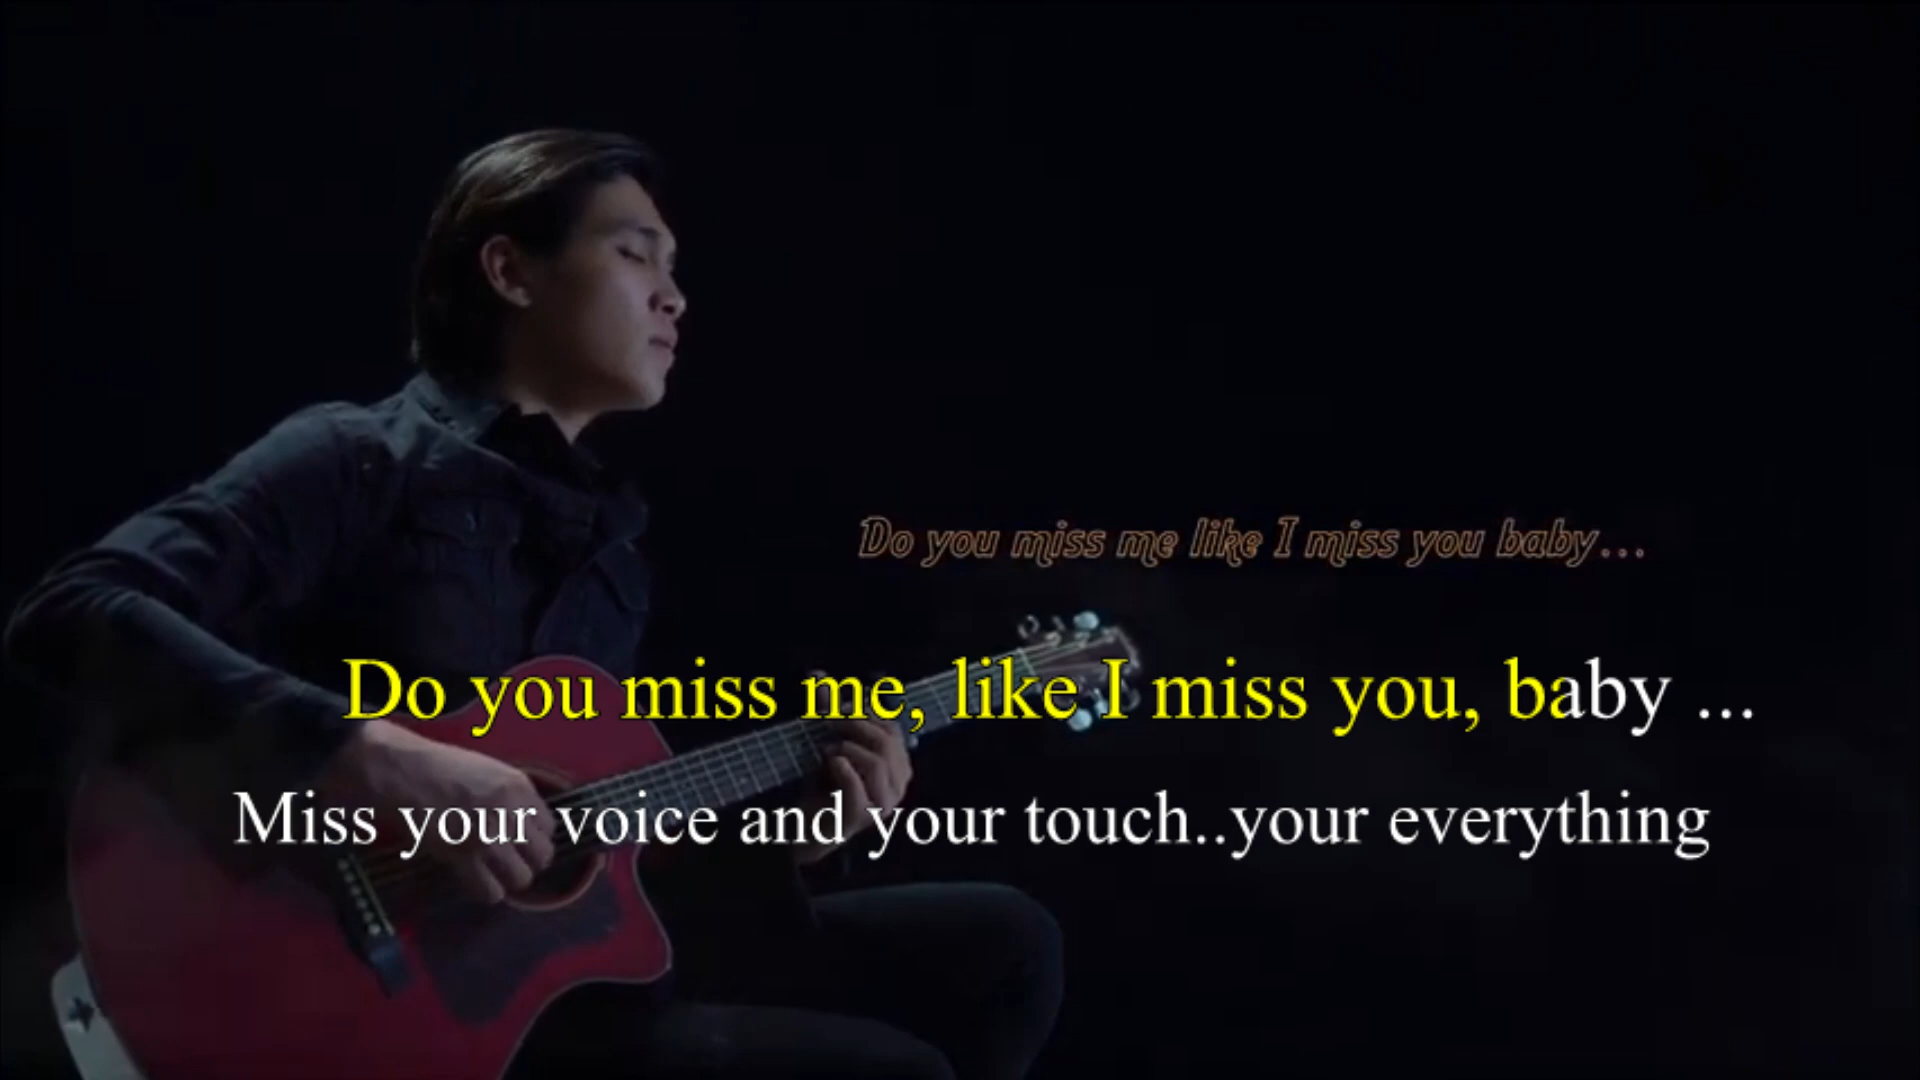 Do you miss me like I miss you baby...
Do you miss me, like I miss you, baby ...
Miss your voice and your touch..your everything